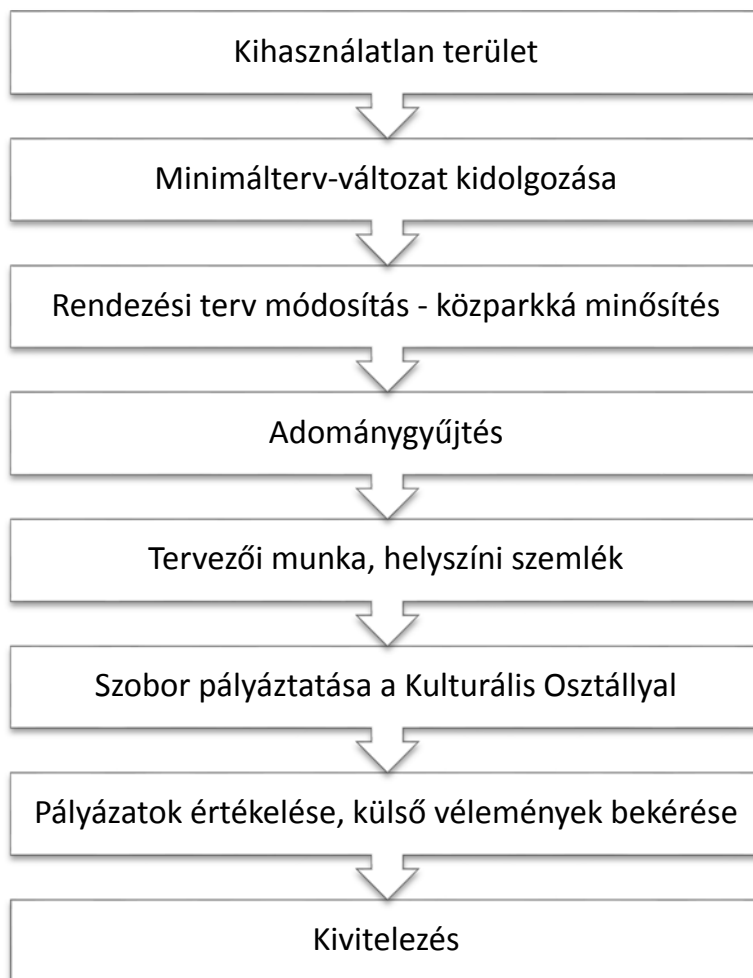 Kihasználatlan terület
Minimálterv-változat kidolgozása
Rendezési terv módosítás - közparkká minősítés
Adománygyűjtés
Tervezői munka, helyszíni szemlék
Szobor pályáztatása a Kulturális Osztállyal
Pályázatok értékelése, külső vélemények bekérése
Kivitelezés